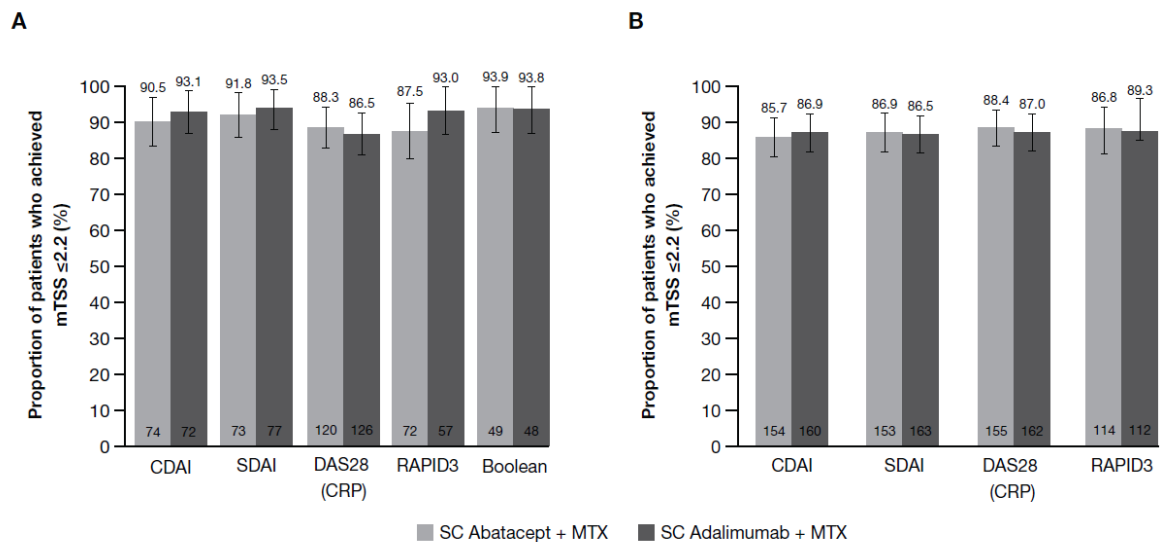 A
B
Proportion of patients who achieved
mTSS ≤2.2 (%)
100
90
80
70
60
50
40
30
20
10
0
90.5 93.1 91.8 93.5 88.3 86.5 87.5 93.0 93.9 93.8
74 72 73 77 120 126 72 57 49 48
CDAI SDAI DAS28 RAPID3 Boolean
(CRP)
Proportion of patients who achieved
mTSS ≤2.2 (%)
100
90
80
70
60
50
40
30
20
10
0
85.7 86.9 86.9 86.5 88.4 87.0 86.8 89.3
154 160 153 163 155 162 114 112
CDAI SDAI DAS28 RAPID3
(CRP)
SC Abatacept + MTX SC Adalimumab + MTX